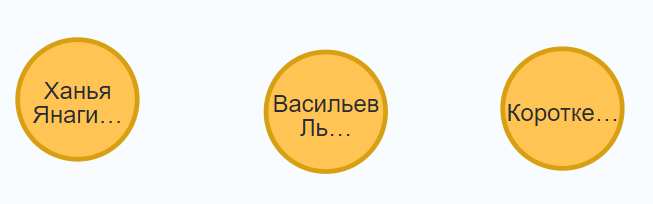 Ханья
Янаги…
Васильев
Ль…
Коротке…